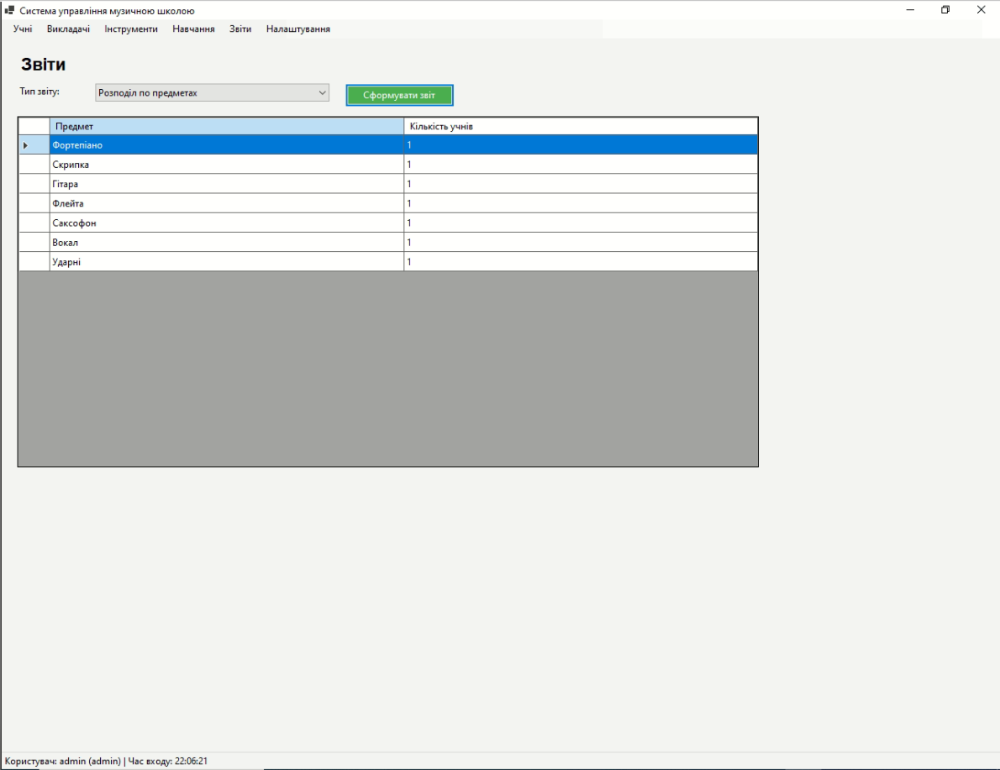 Система управління музичною школою
Учні Викладачі Інструменти Навчання Звіти Налаштування
Звіти
Тип звіту: Розподіл по предметах Сформувати звіт
Предмет Кількість учнів
Фортепіано 1
Скрипка 1
Гітара 1
Флейта 1
Саксофон 1
Вокал 1
Ударні 1
Користувач: admin (admin) | Час входу: 22:06:21